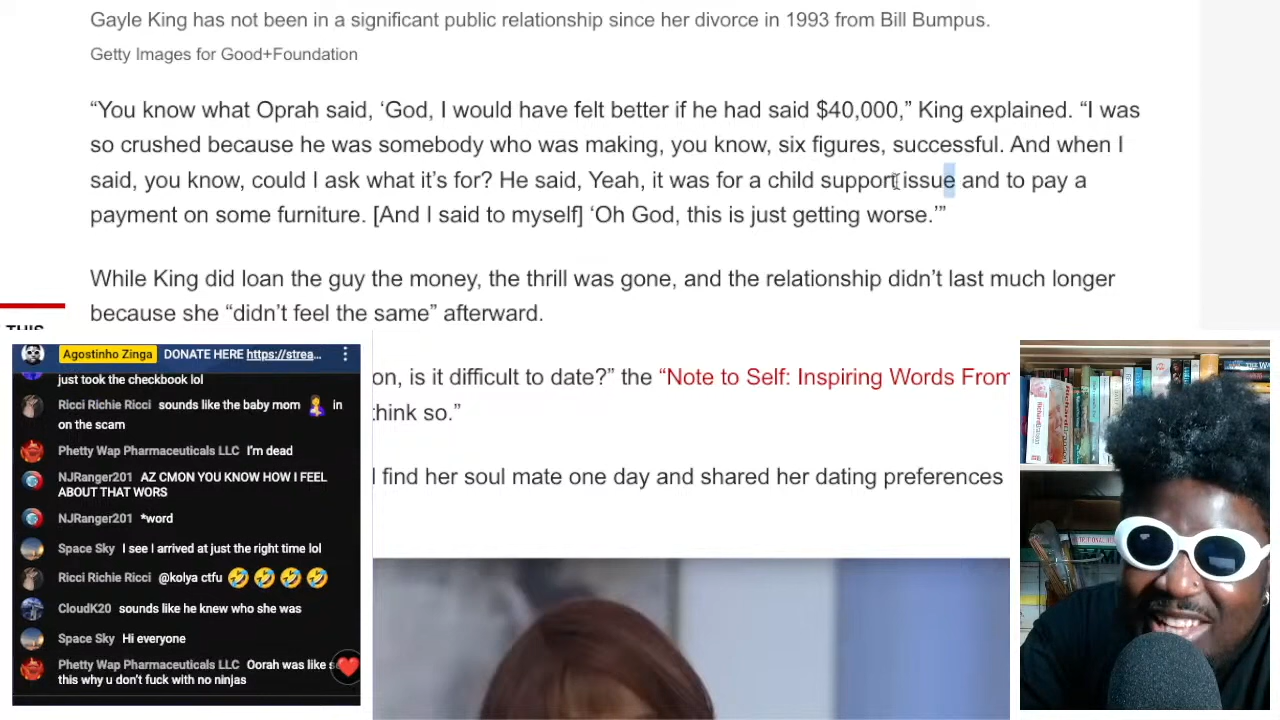 Gayle King has not been in a significant public relationship since her divorce in 1993 from Bill Bumpus.
Getty Images for Good+Foundation
“You know what Oprah said, ‘God, I would have felt better if he had said $40,000,” King explained. “I was
so crushed because he was somebody who was making, you know, six figures, successful. And when I
said, you know, could I ask what it’s for? He said, Yeah, it was for a child support issue and to pay a
payment on some furniture. [And I said to myself] ‘Oh God, this is just getting worse.’”
While King did loan the guy the money, the thrill was gone, and the relationship didn’t last much longer
because she “didn’t feel the same” afterward.
THIS
on, is it difficult to date?” the “Note to Self: Inspiring Words From
think so.”
find her soul mate one day and shared her dating preferences
Agostinho Zinga DONATE HERE https://strea...
just took the checkbook lol
Ricci Richie Ricci sounds like the baby mom 🤱 in
on the scam
Phetty Wap Pharmaceuticals LLC I’m dead
NJRanger201 AZ CMON YOU KNOW HOW I FEEL
ABOUT THAT WORS
NJRanger201 *word
Space Sky I see I arrived at just the right time lol
Ricci Richie Ricci @kolya ctfu 🤣🤣🤣🤣
CloudK20 sounds like he knew who she was
Space Sky Hi everyone
Phetty Wap Pharmaceuticals LLC Oorah was like
this why u don’t fuck with no ninjas